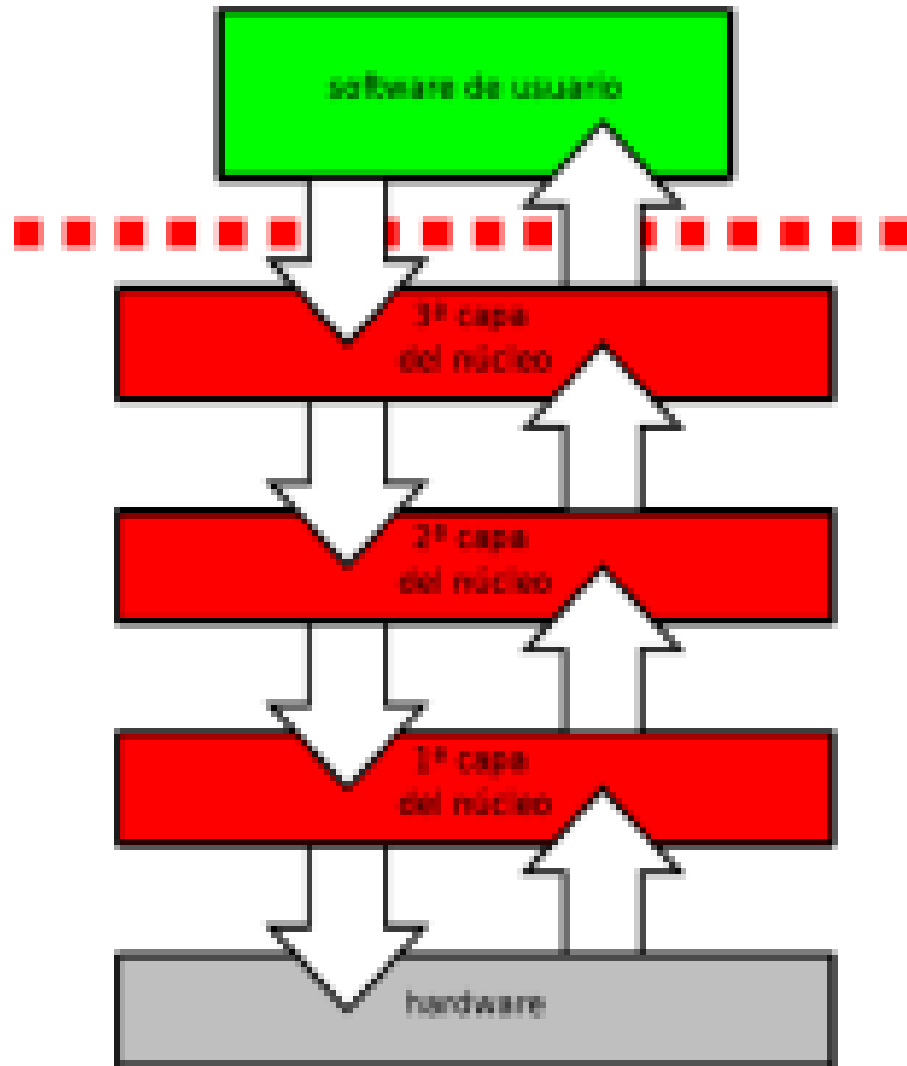 software de usuario
3ª capa
del núcleo
2ª capa
del núcleo
1ª capa
del núcleo
hardware